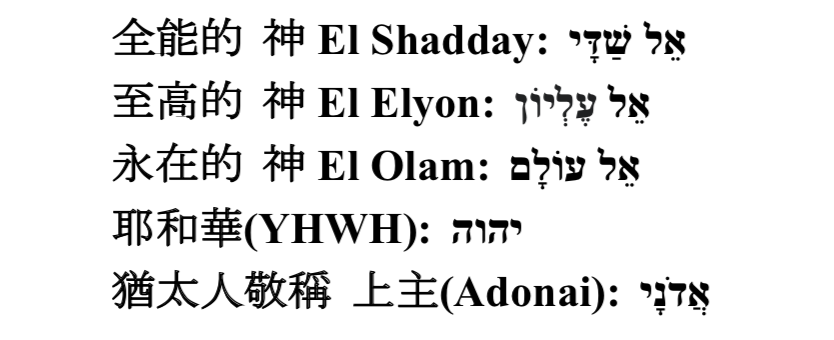 全能的 神 El Shadday: אֵל שַׁדָּי
至高的 神 El Elyon: אֵל עֶלְיוֹן
永在的 神 El Olam: אֵל עוֹלָם
耶和華(YHWH): יהוה
猶太人敬稱 上主(Adonai): אֲדֹנָי